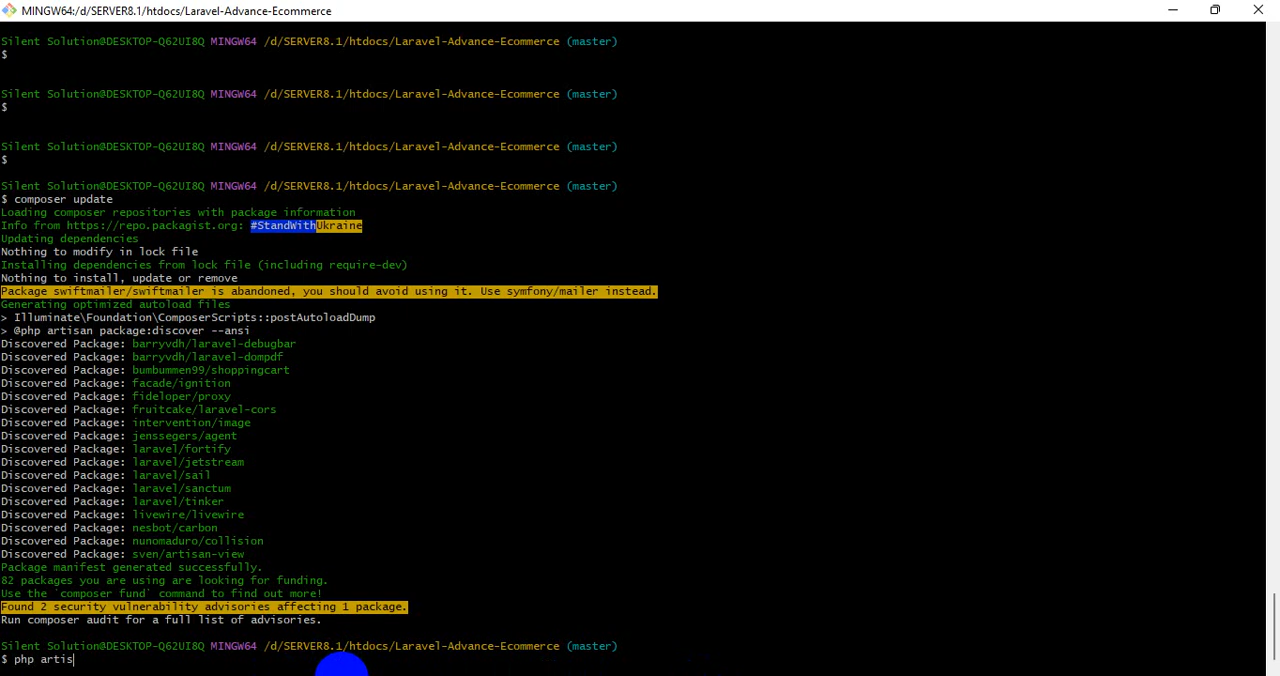 MINGW64:/d/SERVER8.1/htdocs/Laravel-Advance-Ecommerce
Silent Solution@DESKTOP-Q62UI8Q MINGW64 /d/SERVER8.1/htdocs/Laravel-Advance-Ecommerce (master)
$
Silent Solution@DESKTOP-Q62UI8Q MINGW64 /d/SERVER8.1/htdocs/Laravel-Advance-Ecommerce (master)
$
Silent Solution@DESKTOP-Q62UI8Q MINGW64 /d/SERVER8.1/htdocs/Laravel-Advance-Ecommerce (master)
$
Silent Solution@DESKTOP-Q62UI8Q MINGW64 /d/SERVER8.1/htdocs/Laravel-Advance-Ecommerce (master)
$ composer update
Loading composer repositories with package information
Info from https://repo.packagist.org: #StandWithUkraine
Updating dependencies
Nothing to modify in lock file
Installing dependencies from lock file (including require-dev)
Nothing to install, update or remove
Package swiftmailer/swiftmailer is abandoned, you should avoid using it. Use symfony/mailer instead.
Generating optimized autoload files
> Illuminate\Foundation\ComposerScripts::postAutoloadDump
> @php artisan package:discover --ansi
Discovered Package: barryvdh/laravel-debugbar
Discovered Package: barryvdh/laravel-dompdf
Discovered Package: bumbummen99/shoppingcart
Discovered Package: facade/ignition
Discovered Package: fideloper/proxy
Discovered Package: fruitcake/laravel-cors
Discovered Package: intervention/image
Discovered Package: jenssegers/agent
Discovered Package: laravel/fortify
Discovered Package: laravel/jetstream
Discovered Package: laravel/sail
Discovered Package: laravel/sanctum
Discovered Package: laravel/tinker
Discovered Package: livewire/livewire
Discovered Package: nesbot/carbon
Discovered Package: nunomaduro/collision
Discovered Package: sven/artisan-view
Package manifest generated successfully.
82 packages you are using are looking for funding.
Use the `composer fund` command to find out more!
Found 2 security vulnerability advisories affecting 1 package.
Run composer audit for a full list of advisories.
Silent Solution@DESKTOP-Q62UI8Q MINGW64 /d/SERVER8.1/htdocs/Laravel-Advance-Ecommerce (master)
$ php artis